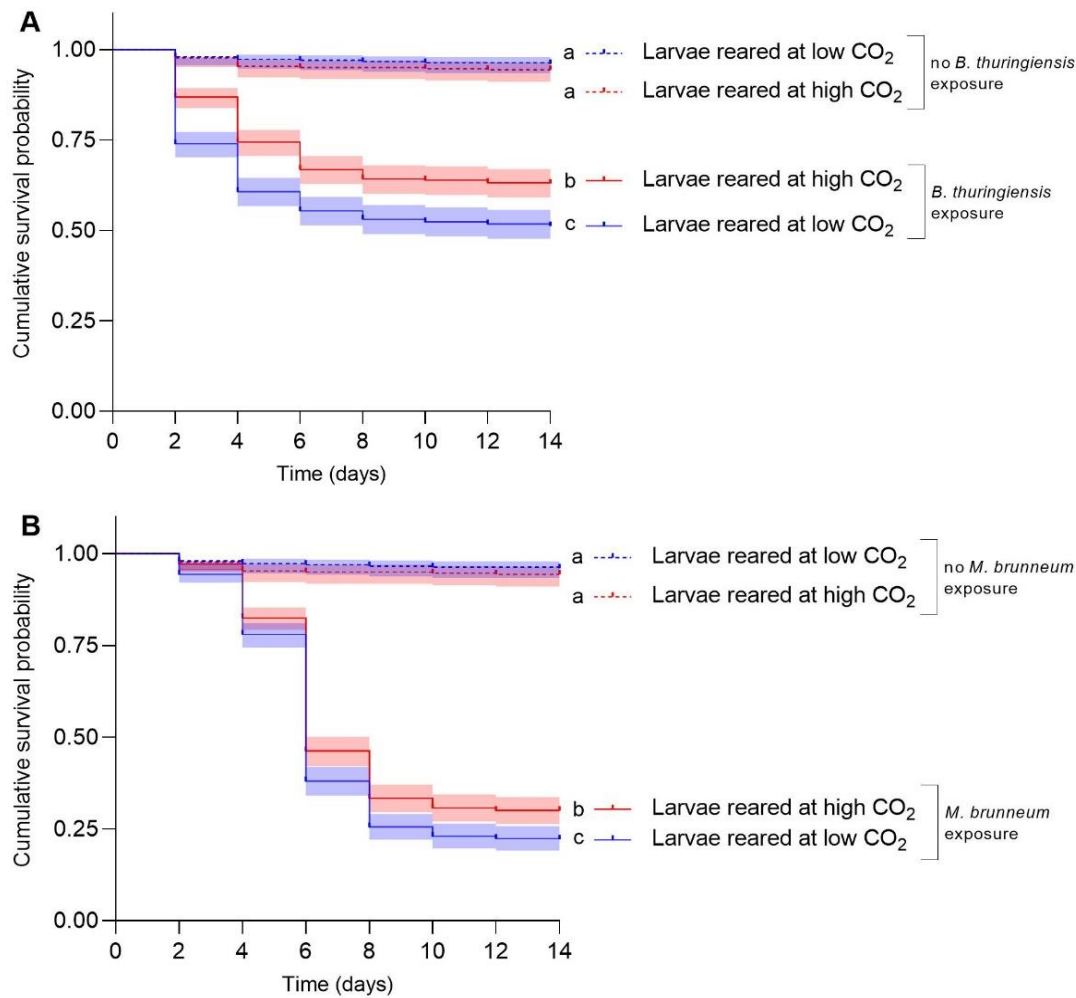 A
1.00
0.75
0.50
0.25
0.00
Cumulative survival probability
0 2 4 6 8 10 12 14
Time (days)
a Larvae reared at low CO₂
a Larvae reared at high CO₂
no B. thuringiensis
exposure
b Larvae reared at high CO₂
c Larvae reared at low CO₂
B. thuringiensis
exposure
B
1.00
0.75
0.50
0.25
0.00
Cumulative survival probability
0 2 4 6 8 10 12 14
Time (days)
a Larvae reared at low CO₂
a Larvae reared at high CO₂
no M. brunneum
exposure
b Larvae reared at high CO₂
c Larvae reared at low CO₂
M. brunneum
exposure